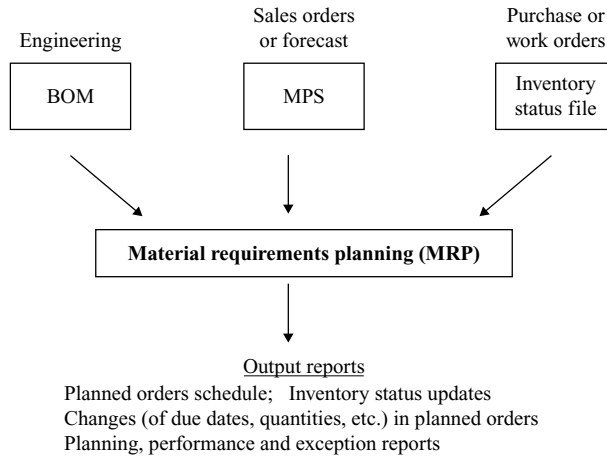 Engineering
Sales orders
or forecast
Purchase or
work orders
BOM
MPS
Inventory
status file
Material requirements planning (MRP)
Output reports
Planned orders schedule; Inventory status updates
Changes (of due dates, quantities, etc.) in planned orders
Planning, performance and exception reports